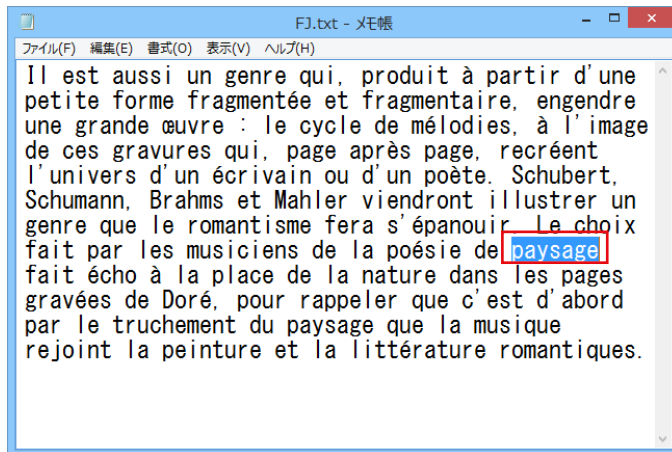 FJ.txt - メモ帳
ファイル(F) 編集(E) 書式(O) 表示(V) ヘルプ(H)
Il est aussi un genre qui, produit à partir d'une
petite forme fragmentée et fragmentaire, engendre
une grande œuvre : le cycle de mélodies, à l'image
de ces gravures qui, page après page, recréent
l'univers d'un écrivain ou d'un poète. Schubert,
Schumann, Brahms et Mahler viendront illustrer un
genre que le romantisme fera s'épanouir. Le choix
fait par les musiciens de la poésie de paysage
fait écho à la place de la nature dans les pages
gravées de Doré, pour rappeler que c'est d'abord
par le truchement du paysage que la musique
rejoint la peinture et la littérature romantiques.